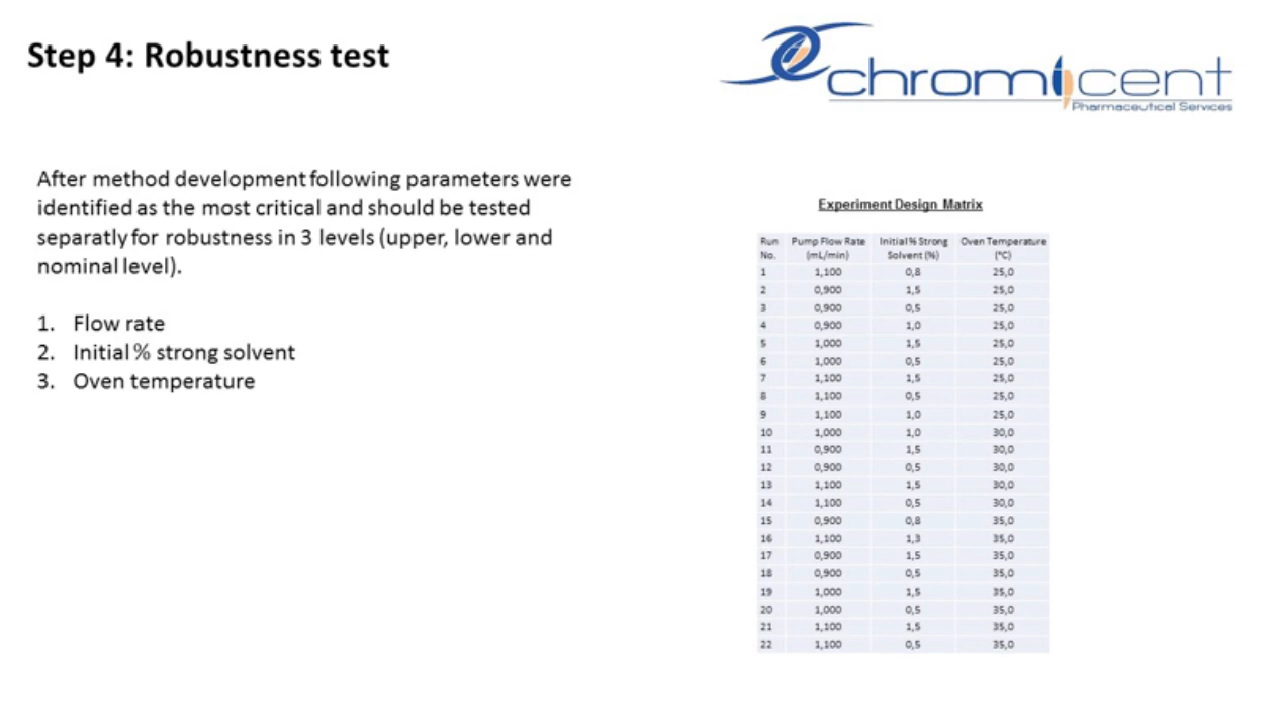 Step 4: Robustness test
chromicent
Pharmaceutical Services
After method development following parameters were
identified as the most critical and should be tested
separatly for robustness in 3 levels (upper, lower and
nominal level).
1. Flow rate
2. Initial % strong solvent
3. Oven temperature
Experiment Design Matrix
Run Pump Flow Rate Initial % Strong Oven Temperature
No. (mL/min) Solvent (%) (°C)
1 1,100 0,8 25,0
2 0,900 1,5 25,0
3 0,900 0,5 25,0
4 0,900 1,0 25,0
5 1,000 1,5 25,0
6 1,000 0,5 25,0
7 1,100 1,5 25,0
8 1,100 0,5 25,0
9 1,100 1,0 25,0
10 1,000 1,0 30,0
11 0,900 1,5 30,0
12 0,900 0,5 30,0
13 1,100 1,5 30,0
14 1,100 0,5 30,0
15 0,900 0,8 35,0
16 1,100 1,3 35,0
17 0,900 1,5 35,0
18 0,900 0,5 35,0
19 1,000 1,5 35,0
20 1,000 0,5 35,0
21 1,100 1,5 35,0
22 1,100 0,5 35,0